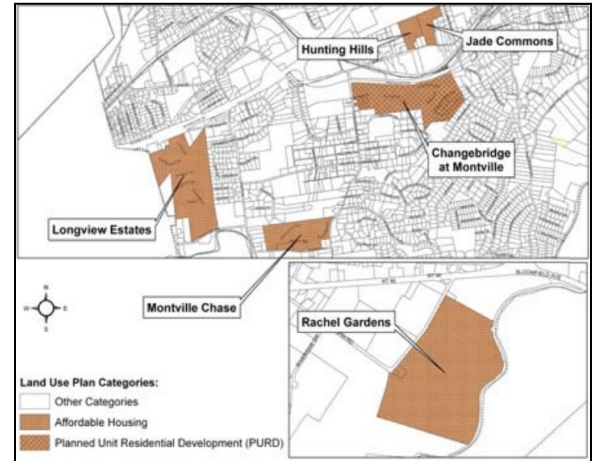 Hunting Hills
Jade Commons
Changebridge
at Montville
Longview Estates
Montville Chase
N
W
E
S
BLOOMFIELD AVE
Rachel Gardens
Land Use Plan Categories:
Other Categories
Affordable Housing
Planned Unit Residential Development (PURD)